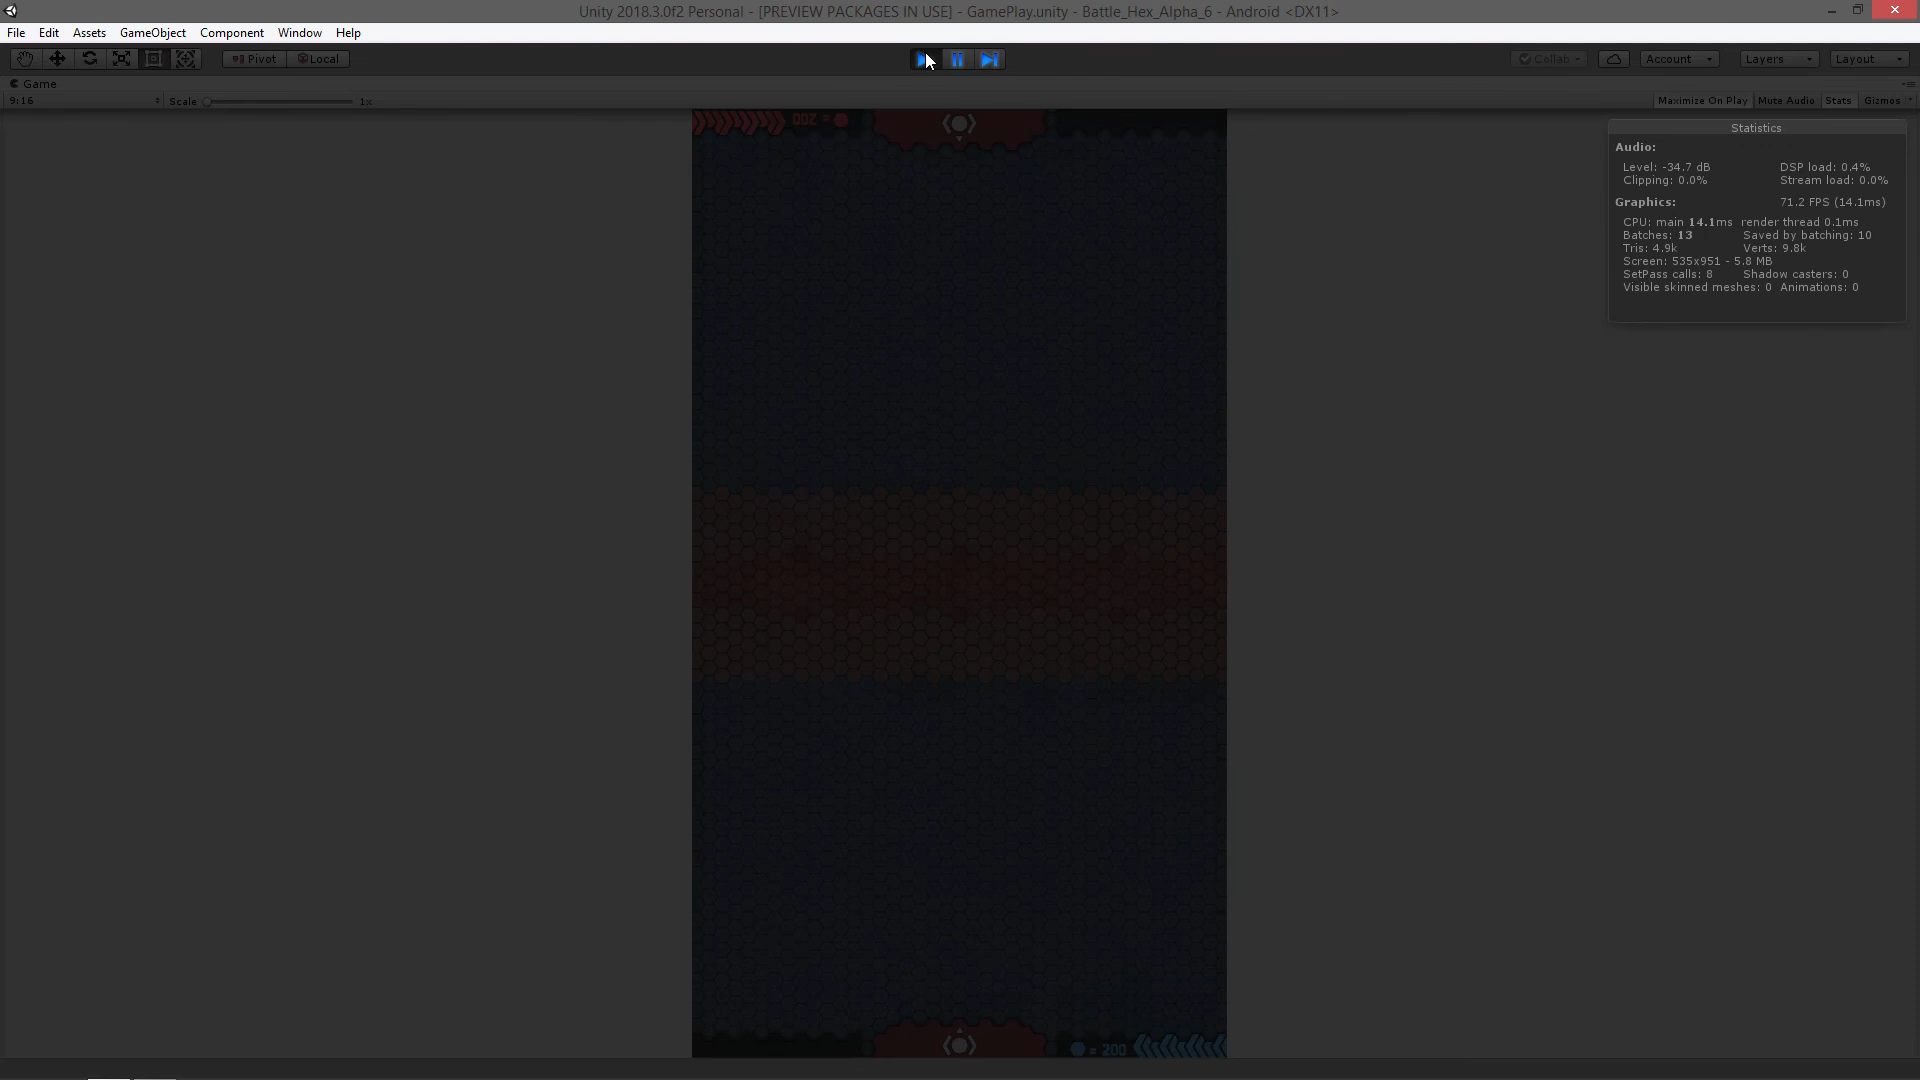 Unity 2018.3.0f2 Personal - [PREVIEW PACKAGES IN USE] - GamePlay.unity - Battle_Hex_Alpha_6 - Android <DX11>
File Edit Assets GameObject Component Window Help
Pivot Local Collab Account Layers Layout
Game
9:16 Scale 1x Maximize On Play Mute Audio Stats Gizmos
= 200
Statistics
Audio:
Level: -34.7 dB DSP load: 0.4%
Clipping: 0.0% Stream load: 0.0%
Graphics: 71.2 FPS (14.1ms)
CPU: main 14.1ms render thread 0.1ms
Batches: 13 Saved by batching: 10
Tris: 4.9k Verts: 9.8k
Screen: 535x951 - 5.8 MB
SetPass calls: 8 Shadow casters: 0
Visible skinned meshes: 0 Animations: 0
= 200